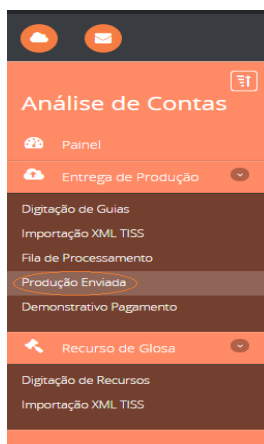 Análise de Contas
Painel
Entrega de Produção
Digitação de Guias
Importação XML TISS
Fila de Processamento
Produção Enviada
Demonstrativo Pagamento
Recurso de Glosa
Digitação de Recursos
Importação XML TISS